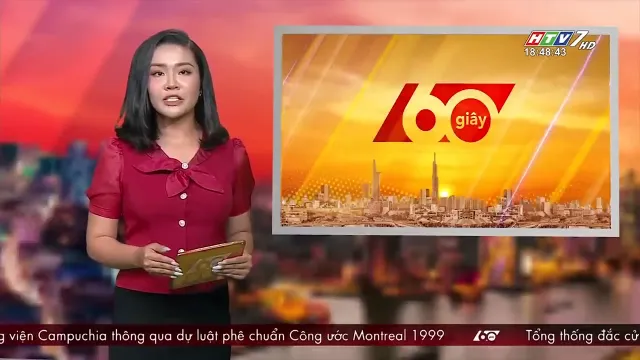 HTV7 HD
18:48:43
60 giây
viện Campuchia thông qua dự luật phê chuẩn Công ước Montreal 1999 60 Tổng thống đắc cử